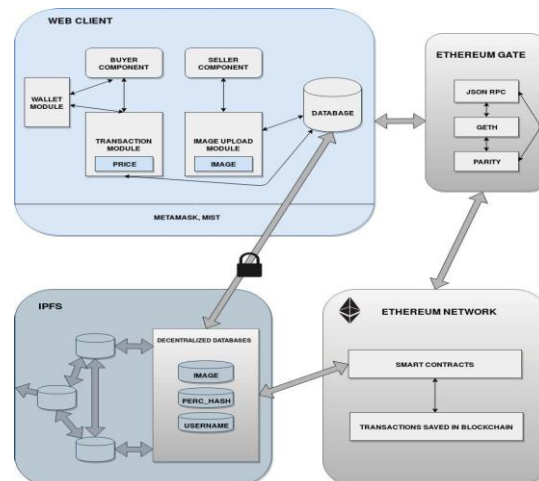 WEB CLIENT
BUYER
COMPONENT
SELLER
COMPONENT
WALLET
MODULE
DATABASE
TRANSACTION
MODULE
PRICE
IMAGE UPLOAD
MODULE
IMAGE
METAMASK, MIST
ETHEREUM GATE
JSON RPC
GETH
PARITY
IPFS
DECENTRALIZED DATABASES
IMAGE
PERC_HASH
USERNAME
ETHEREUM NETWORK
SMART CONTRACTS
TRANSACTIONS SAVED IN BLOCKCHAIN